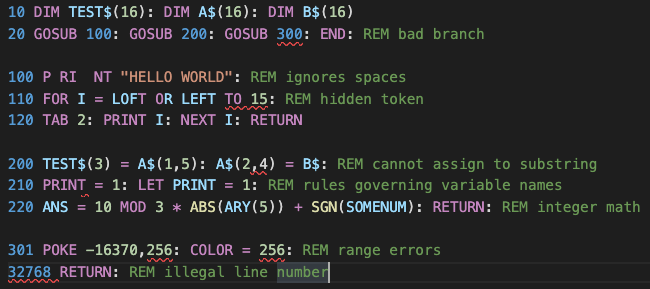 10 DIM TEST$(16): DIM A$(16): DIM B$(16)
20 GOSUB 100: GOSUB 200: GOSUB 300: END: REM bad branch
100 P RI  NT "HELLO WORLD": REM ignores spaces
110 FOR I = LOFT OR LEFT TO 15: REM hidden token
120 TAB 2: PRINT I: NEXT I: RETURN
200 TEST$(3) = A$(1,5): A$(2,4) = B$: REM cannot assign to substring
210 PRINT = 1: LET PRINT = 1: REM rules governing variable names
220 ANS = 10 MOD 3 * ABS(ARY(5)) + SGN(SOMENUM): RETURN: REM integer math
301 POKE -16370,256: COLOR = 256: REM range errors
32768 RETURN: REM illegal line number